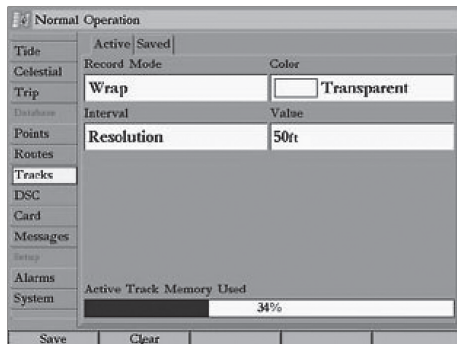 Normal Operation
Tide
Celestial
Trip
Database
Points
Routes
Tracks
DSC
Card
Messages
Setup
Alarms
System
Active Saved
Record Mode Color
Wrap Transparent
Interval Value
Resolution 50ft
Active Track Memory Used
34%
Save Clear